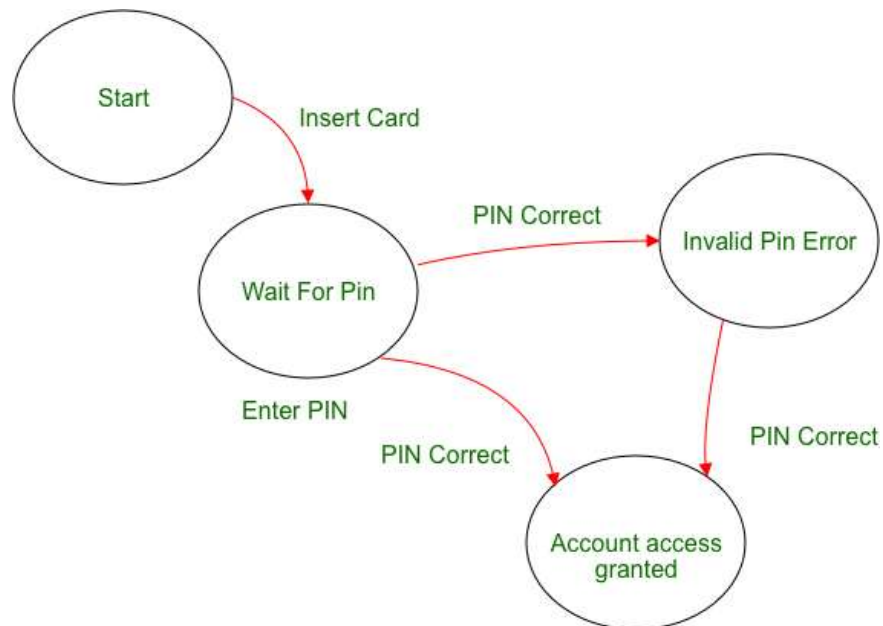 Start
Insert Card
PIN Correct
Invalid Pin Error
Wait For Pin
Enter PIN
PIN Correct
PIN Correct
Account access
granted